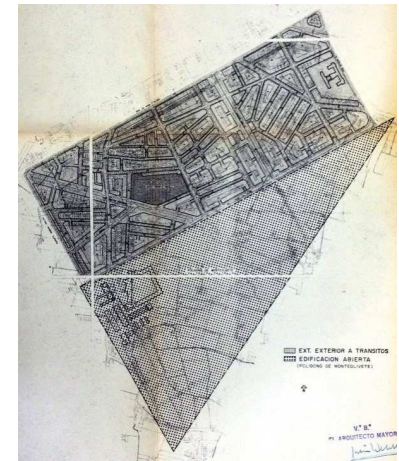 EXT. EXTERIOR A TRANSITOS
EDIFICACION ABIERTA
(POLIGONO DE MONTEOLIVETE)
V.º B.º
EL ARQUITECTO MAYOR